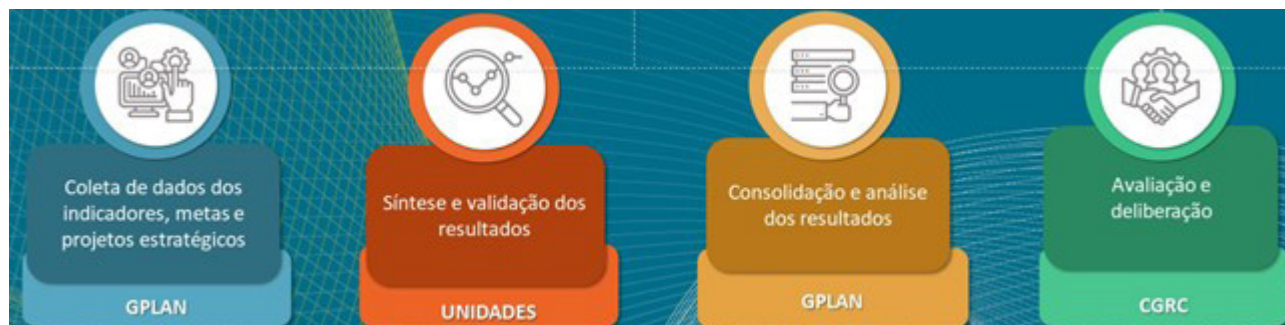 Coleta de dados dos
indicadores, metas e
projetos estratégicos
GPLAN
Síntese e validação dos
resultados
UNIDADES
Consolidação e análise
dos resultados
GPLAN
Avaliação e
deliberação
CGRC